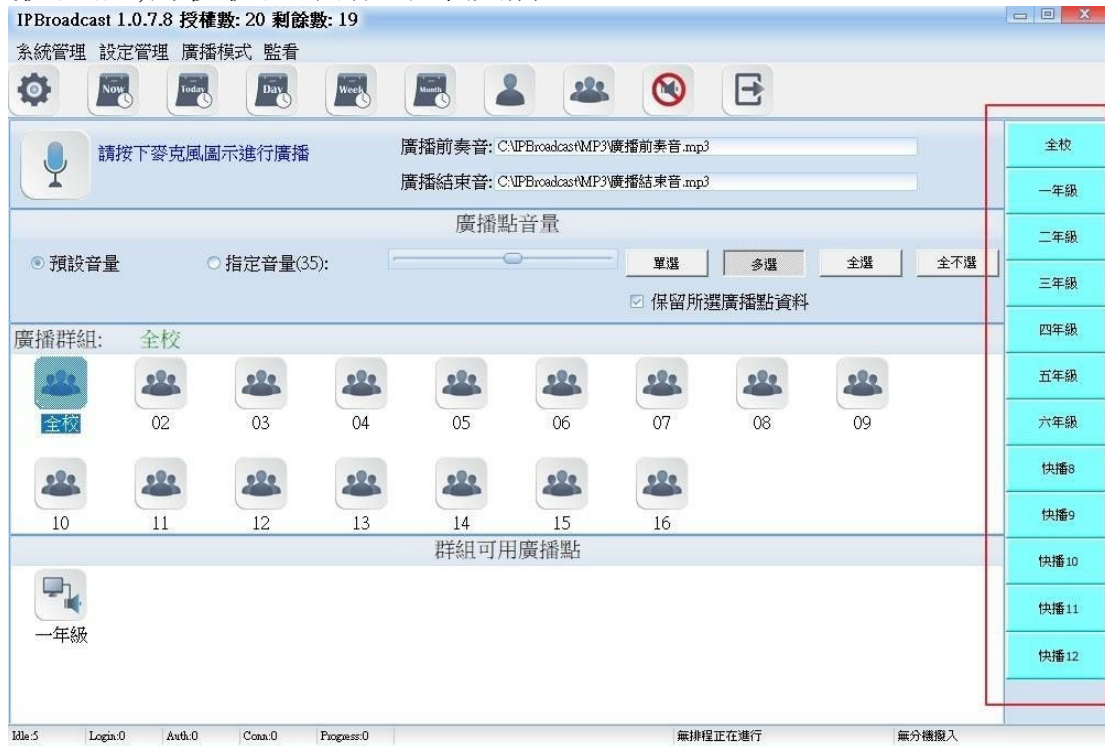 IPBroadcast 1.0.7.8 授權數: 20 剩餘數: 19
系統管理 設定管理 廣播模式 監看
Now Today Day Week Month
請按下麥克風圖示進行廣播
廣播前奏音: C:\IPBroadcast\MP3\廣播前奏音.mp3
廣播結束音: C:\IPBroadcast\MP3\廣播結束音.mp3
廣播點音量
預設音量 指定音量(35): 單選 多選 全選 全不選
保留所選廣播點資料
廣播群組: 全校
全校 02 03 04 05 06 07 08 09
10 11 12 13 14 15 16
群組可用廣播點
一年級
全校
一年級
二年級
三年級
四年級
五年級
六年級
快播8
快播9
快播10
快播11
快播12
Idle:5 Login:0 Auth:0 Conn:0 Progress:0 無排程正在進行 無分機撥入